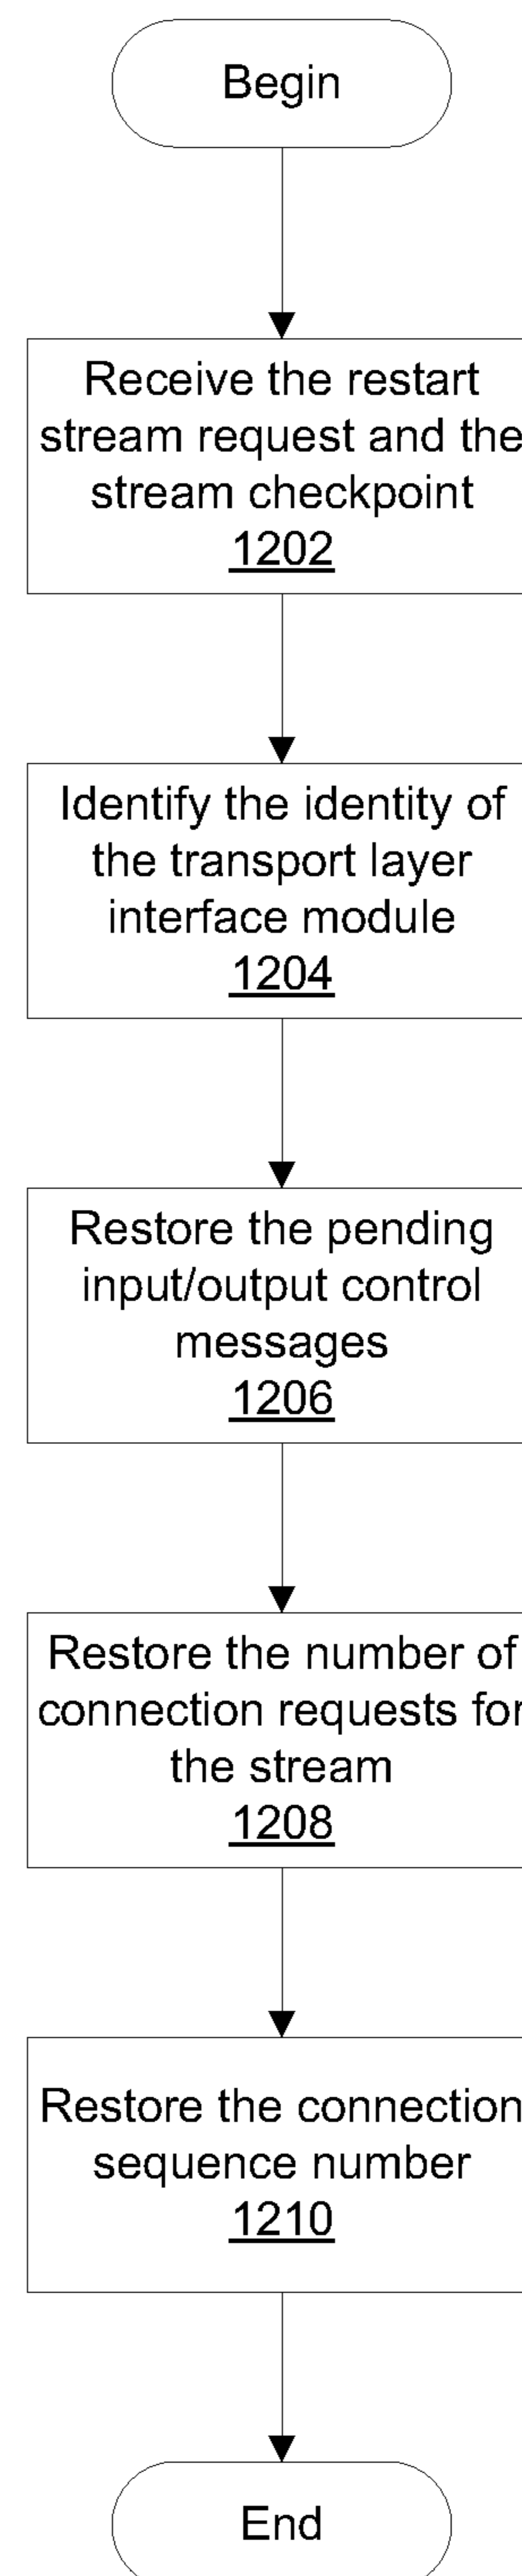 Begin
Receive the restart
stream request and the
stream checkpoint
1202
Identify the identity of
the transport layer
interface module
1204
Restore the pending
input/output control
messages
1206
Restore the number of
connection requests for
the stream
1208
Restore the connection
sequence number
1210
End